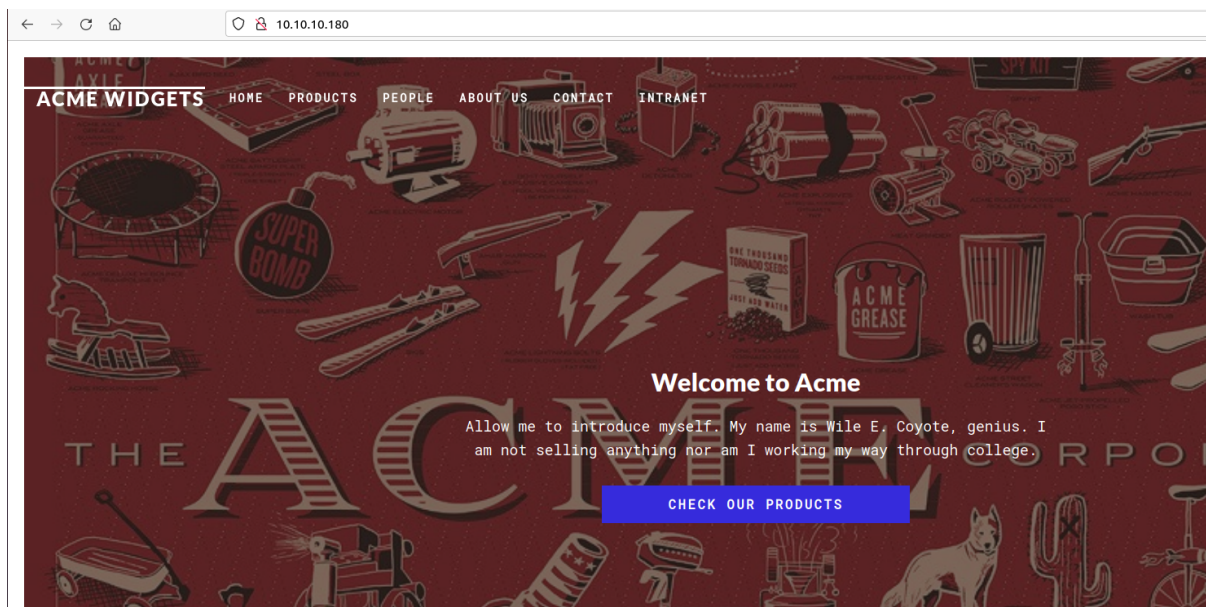 10.10.10.180
ACME
AXLE
ACME WIDGETS HOME PRODUCTS PEOPLE ABOUT US CONTACT INTRANET
SPY KIT
SUPER
BOMB
ONE THOUSAND
TORNADO SEEDS
JUST ADD WATER
ACME
GREASE
Welcome to Acme
Allow me to introduce myself. My name is Wile E. Coyote, genius. I
am not selling anything nor am I working my way through college.
THE ACME CORPO
CHECK OUR PRODUCTS